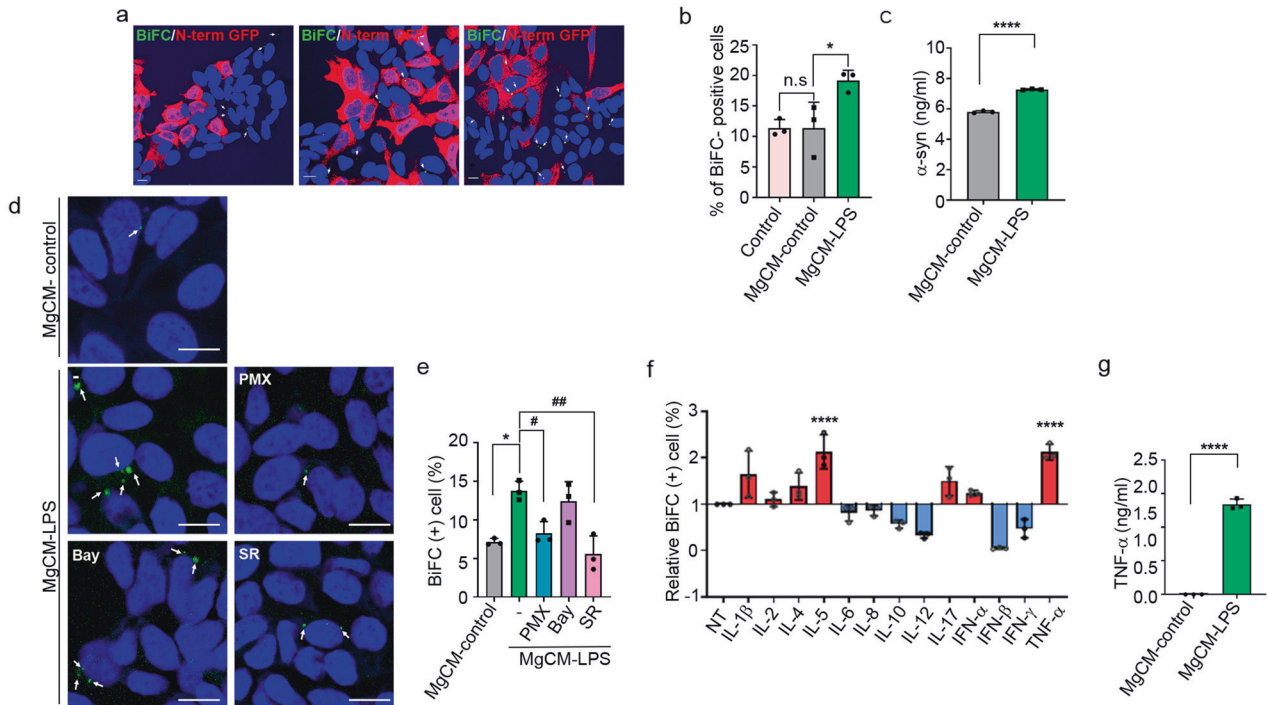 a
BiFC/N-term GFP
BiFC/N-term GFP
BiFC/N-term GFP
b
% of BiFC- positive cells
25
20
15
10
5
0
n.s
*
Control
MgCM-control
MgCM-LPS
c
α-syn (ng/ml)
10
8
6
4
2
0
****
MgCM-control
MgCM-LPS
d
MgCM- control
MgCM-LPS
-
PMX
Bay
SR
e
BiFC (+) cell (%)
20
15
10
5
0
*
#
##
MgCM-control
-
PMX
Bay
SR
MgCM-LPS
f
Relative BiFC (+) cell (%)
3
2
1
0
-1
****
****
NT
IL-1β
IL-2
IL-4
IL-5
IL-6
IL-8
IL-10
IL-12
IL-17
IFN-α
IFN-β
IFN-γ
TNF-α
g
TNF-α (ng/ml)
2.5
2.0
1.5
1.0
0.5
0.0
****
MgCM-control
MgCM-LPS